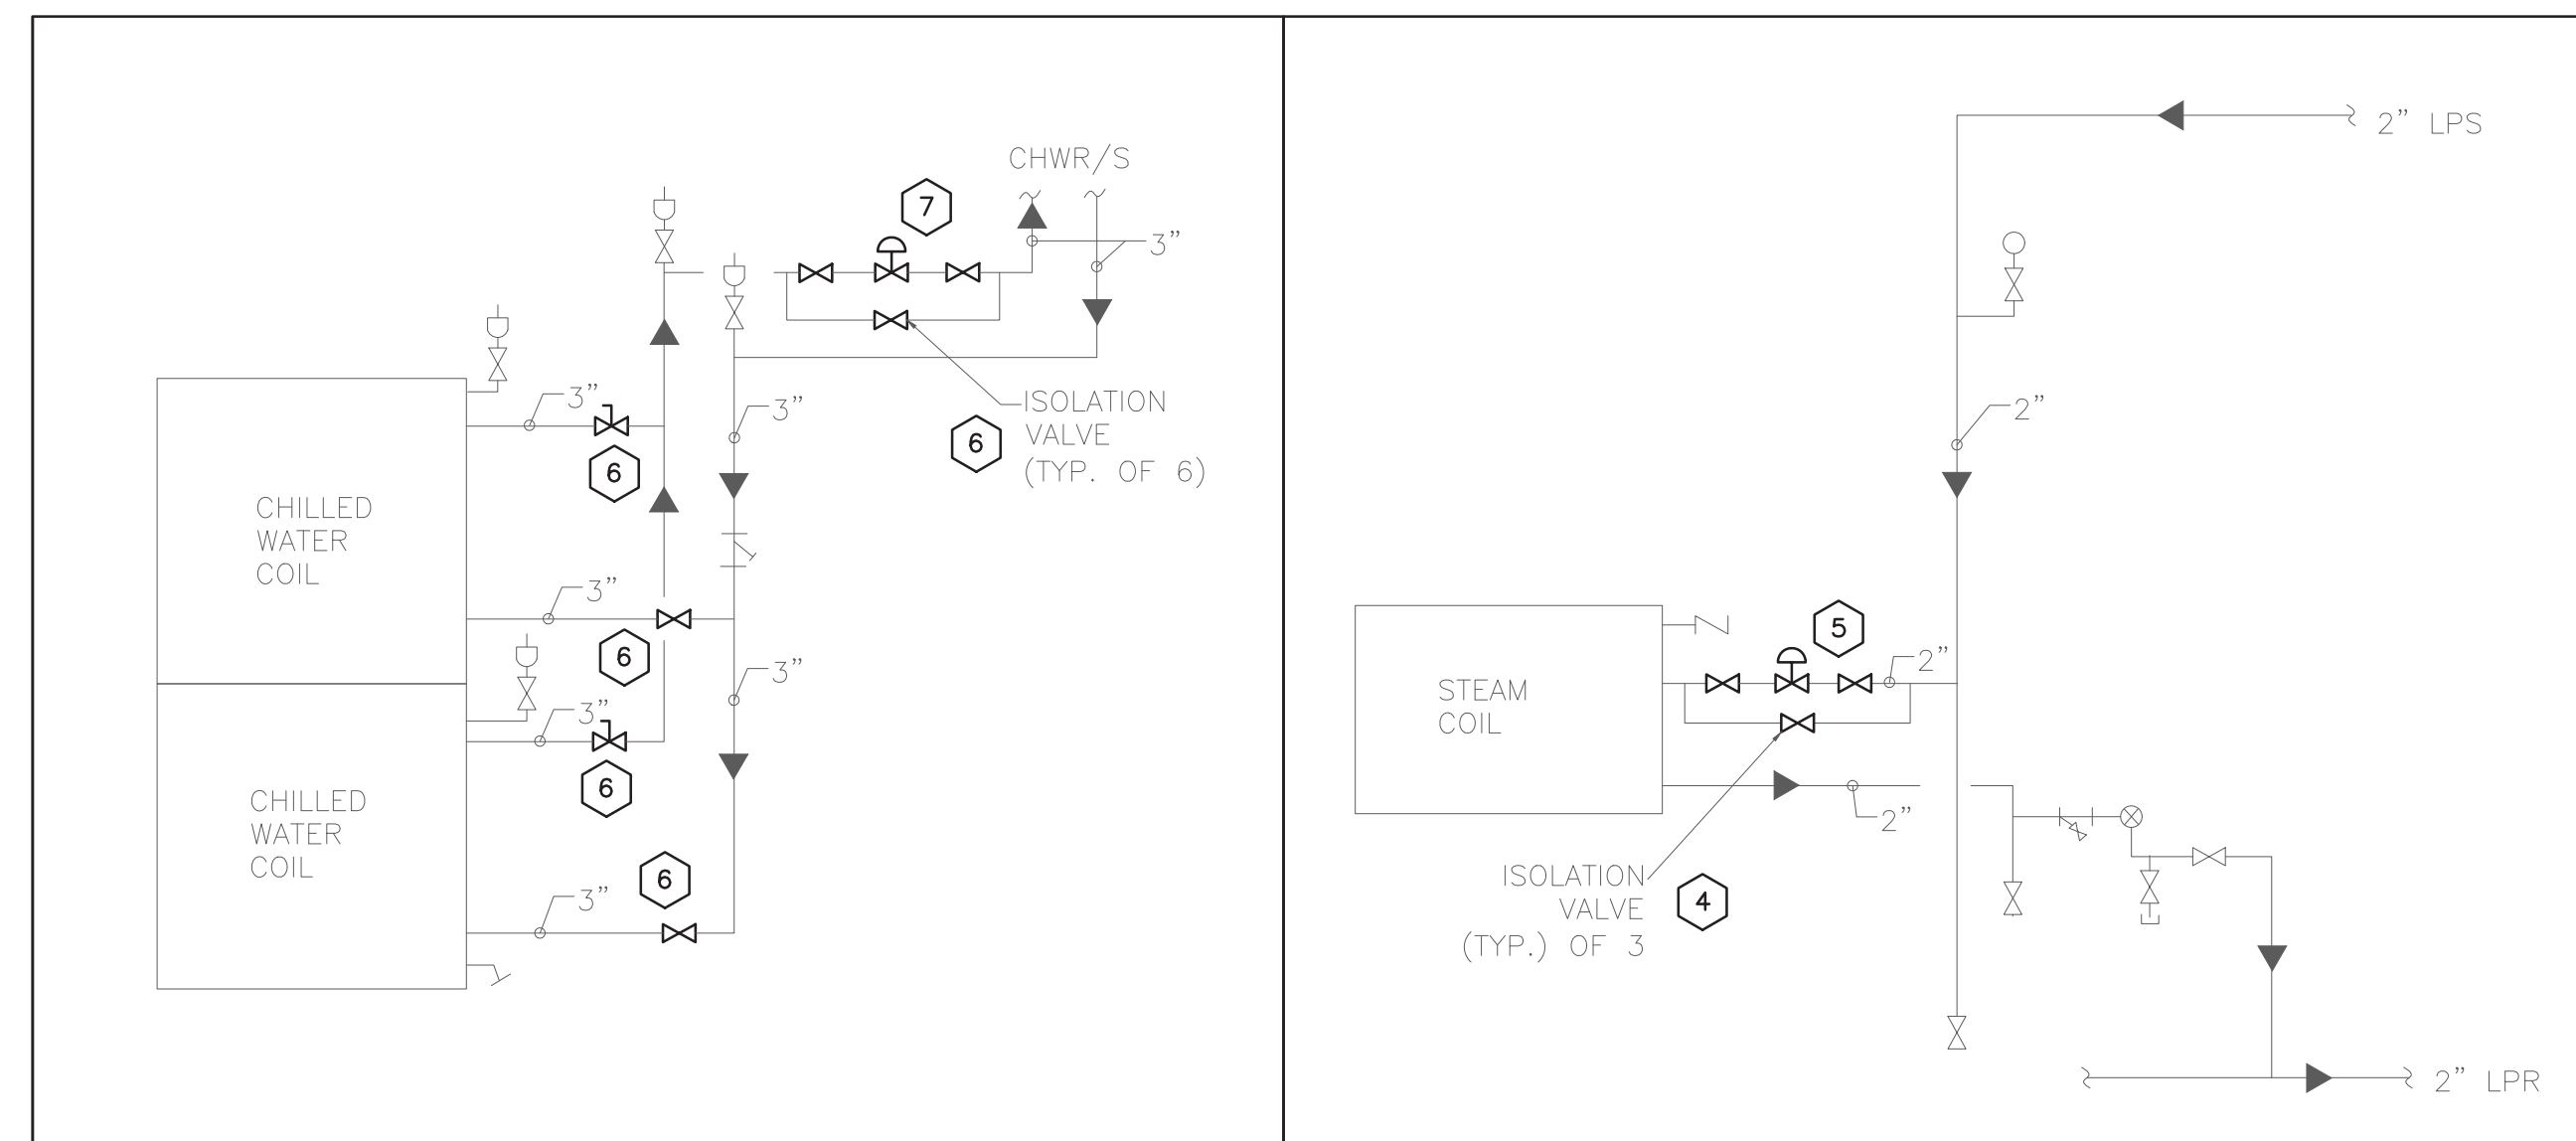 CHWR/S
7
3”
3”
6
3”
ISOLATION
VALVE
(TYP. OF 6)
6
CHILLED
WATER
COIL
3”
6
3”
3”
6
CHILLED
WATER
COIL
3”
6
2” LPS
2”
5
2”
STEAM
COIL
2”
ISOLATION
VALVE
(TYP.) OF 3
4
2” LPR